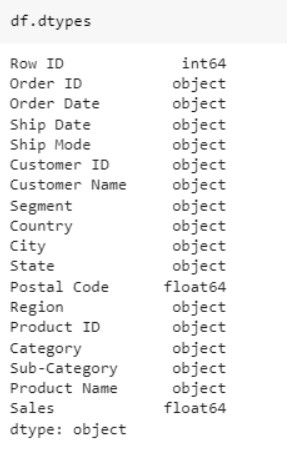 df.dtypes
Row ID int64
Order ID object
Order Date object
Ship Date object
Ship Mode object
Customer ID object
Customer Name object
Segment object
Country object
City object
State object
Postal Code float64
Region object
Product ID object
Category object
Sub-Category object
Product Name object
Sales float64
dtype: object